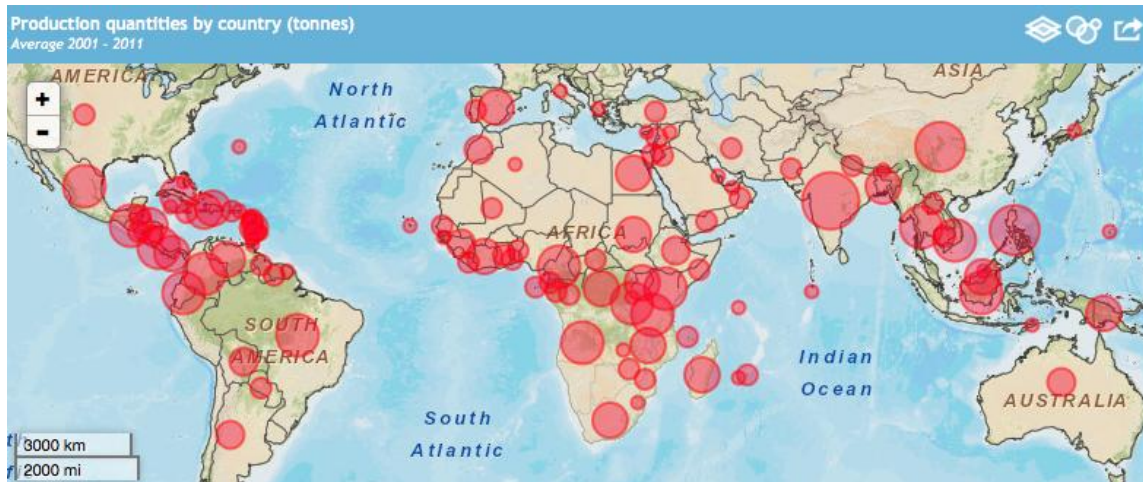 Production quantities by country (tonnes)
Average 2001 - 2011
AMERICA
ASIA
+
-
North
Atlantic
AFRICA
SOUTH
AMERICA
Indian
Ocean
AUSTRALIA
South
Atlantic
3000 km
2000 mi